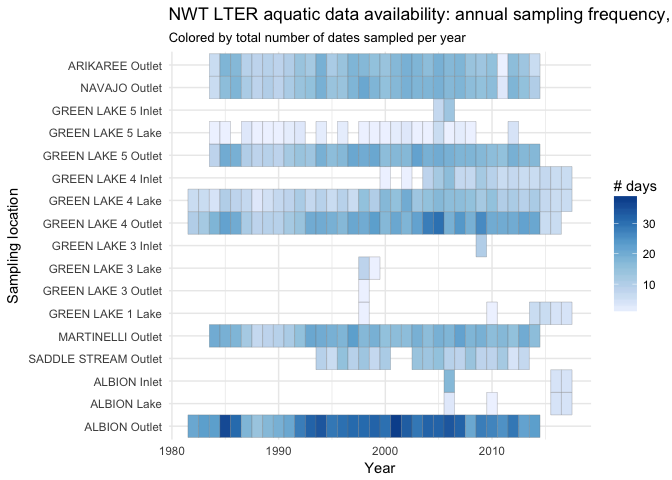 NWT LTER aquatic data availability: annual sampling frequency,
Colored by total number of dates sampled per year
ARIKAREE Outlet
NAVAJO Outlet
GREEN LAKE 5 Inlet
GREEN LAKE 5 Lake
GREEN LAKE 5 Outlet
GREEN LAKE 4 Inlet
GREEN LAKE 4 Lake
GREEN LAKE 4 Outlet
GREEN LAKE 3 Inlet
GREEN LAKE 3 Lake
GREEN LAKE 3 Outlet
GREEN LAKE 1 Lake
MARTINELLI Outlet
SADDLE STREAM Outlet
ALBION Inlet
ALBION Lake
ALBION Outlet
Sampling location
1980 1990 2000 2010
Year
# days
30
20
10